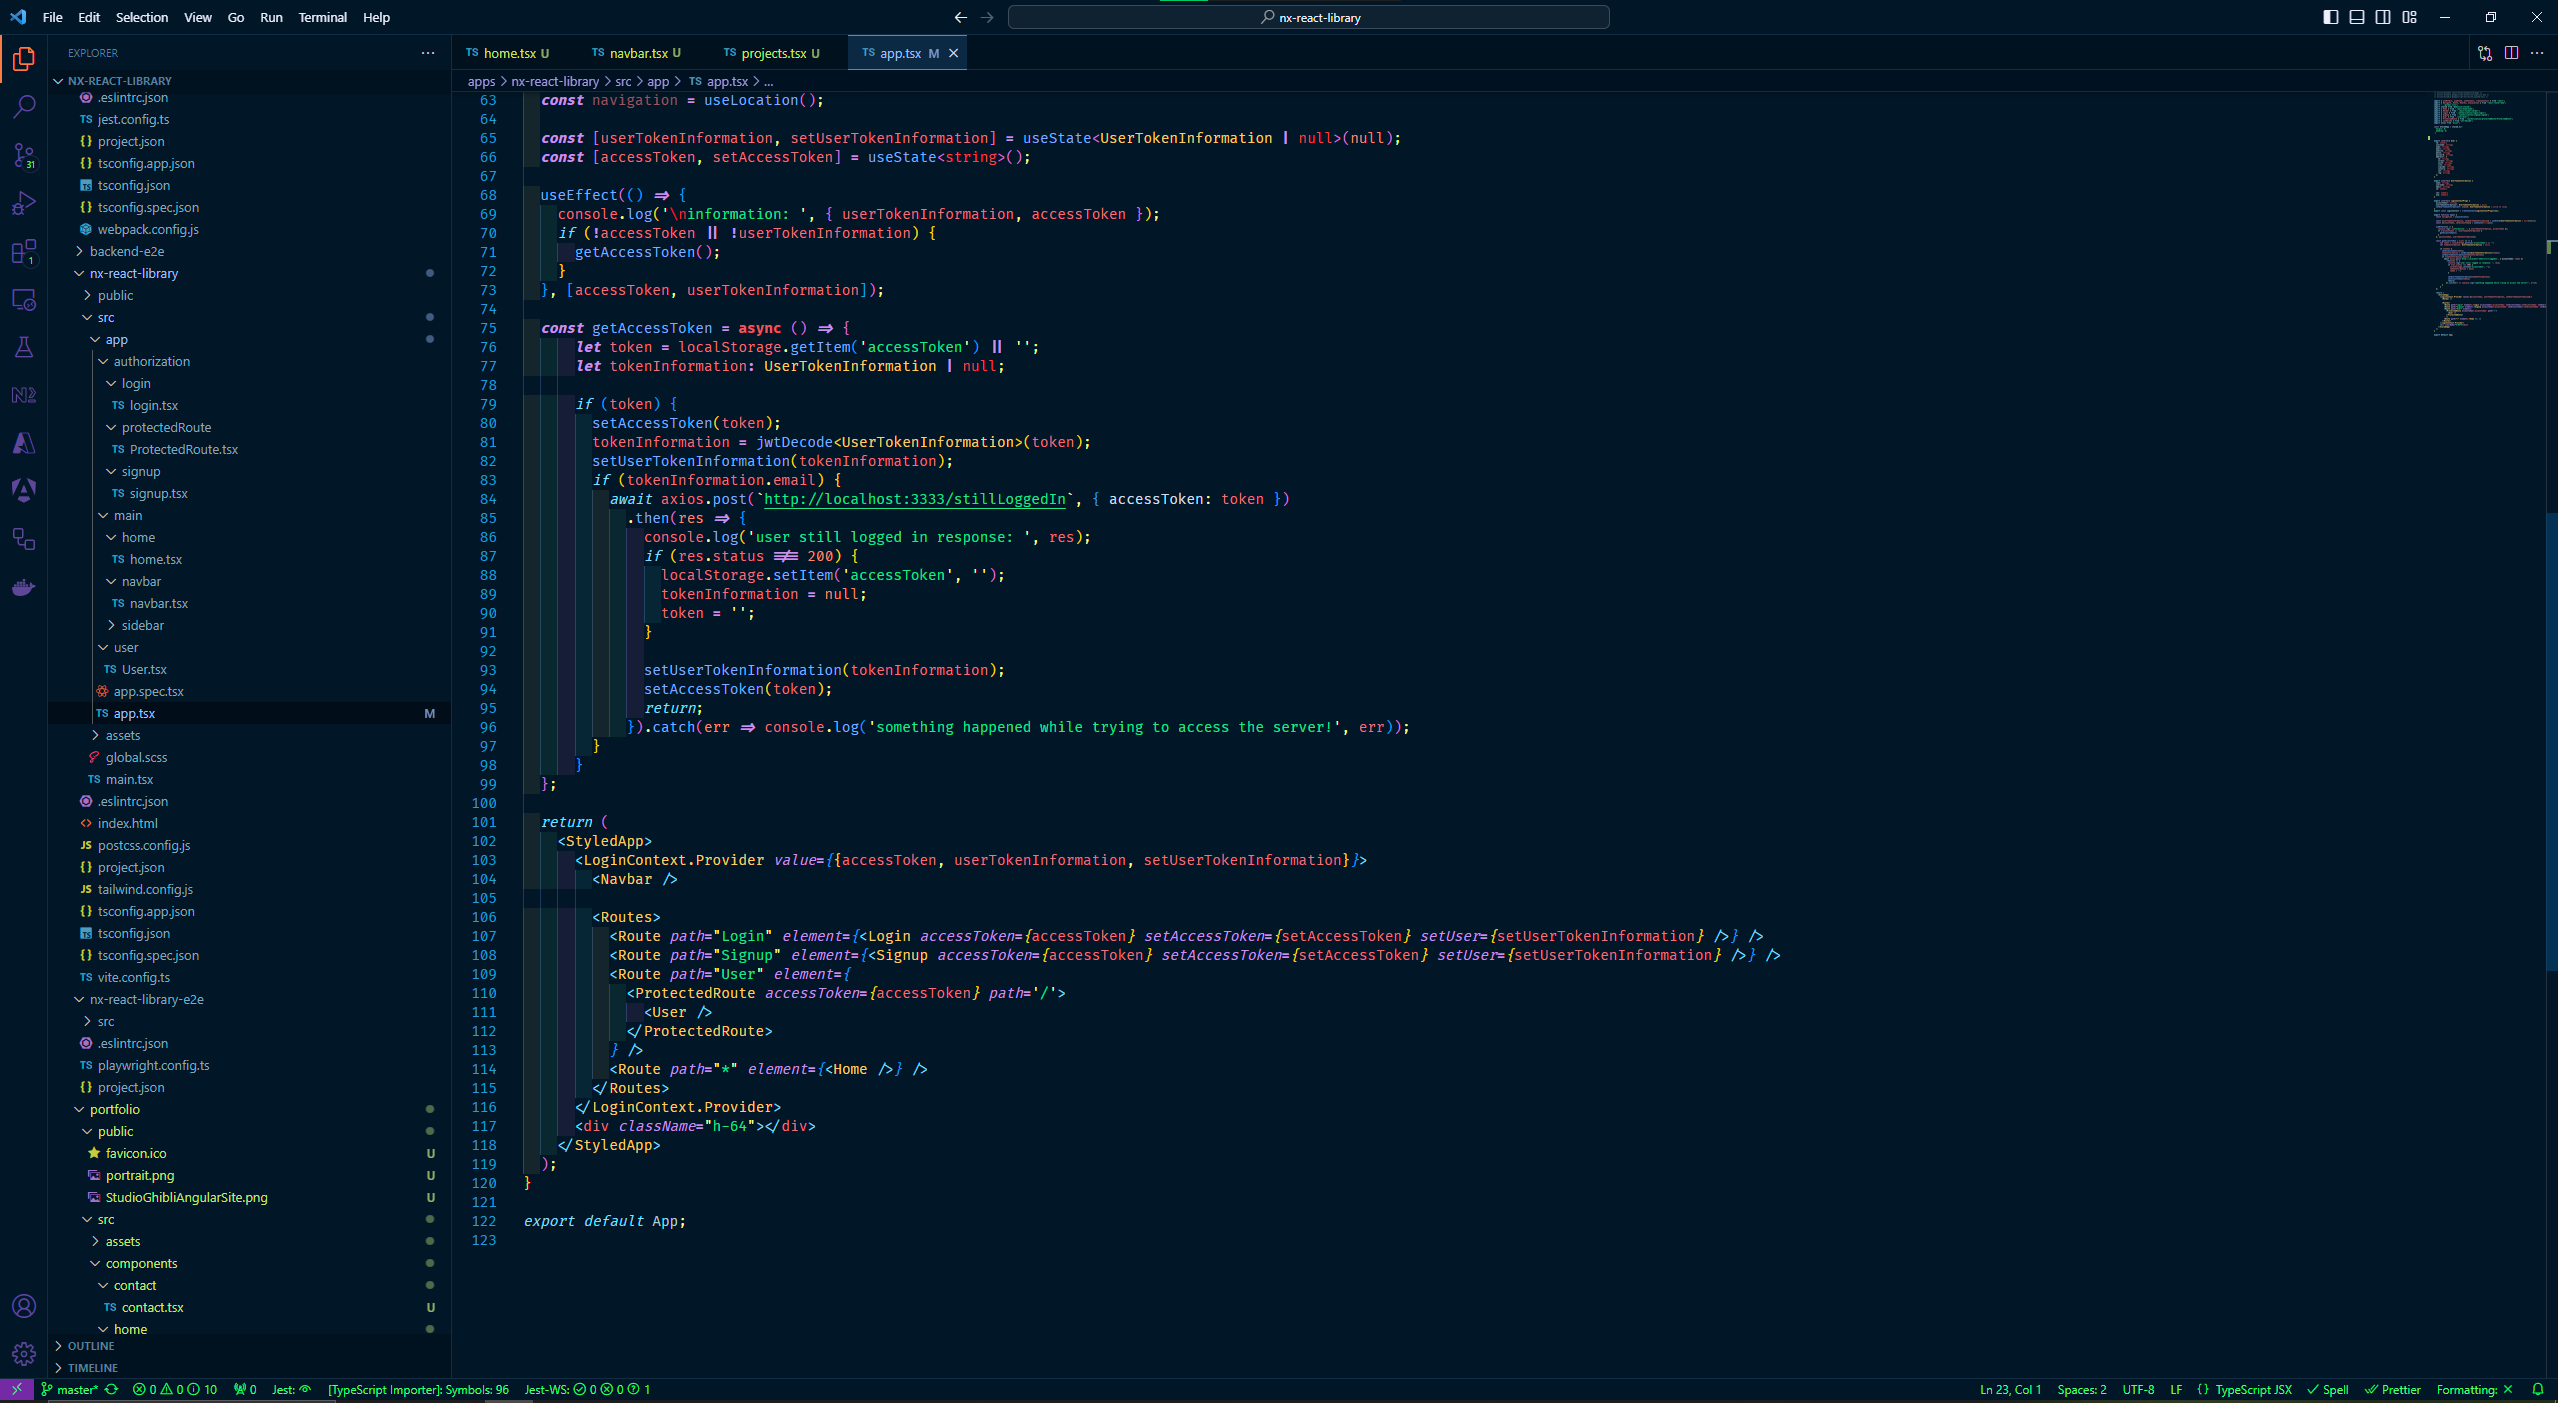 File Edit Selection View Go Run Terminal Help
nx-react-library
EXPLORER
NX-REACT-LIBRARY
.eslintrc.json
TS jest.config.ts
{} project.json
{} tsconfig.app.json
TS tsconfig.json
{} tsconfig.spec.json
webpack.config.js
backend-e2e
nx-react-library
public
src
app
authorization
login
TS login.tsx
protectedRoute
TS ProtectedRoute.tsx
signup
TS signup.tsx
main
home
TS home.tsx
navbar
TS navbar.tsx
sidebar
user
TS User.tsx
app.spec.tsx
TS app.tsx M
assets
global.scss
TS main.tsx
.eslintrc.json
<> index.html
JS postcss.config.js
{} project.json
JS tailwind.config.js
{} tsconfig.app.json
TS tsconfig.json
{} tsconfig.spec.json
TS vite.config.ts
nx-react-library-e2e
src
.eslintrc.json
TS playwright.config.ts
{} project.json
portfolio
public
favicon.ico U
portrait.png U
StudioGhibliAngularSite.png U
src
assets
components
contact
TS contact.tsx U
home
OUTLINE
TIMELINE
31
1
TS home.tsx U TS navbar.tsx U TS projects.tsx U TS app.tsx M
apps > nx-react-library > src > app > TS app.tsx > ...
63 const navigation = useLocation();
64
65 const [userTokenInformation, setUserTokenInformation] = useState<UserTokenInformation | null>(null);
66 const [accessToken, setAccessToken] = useState<string>();
67
68 useEffect(() => {
69 console.log('\ninformation: ', { userTokenInformation, accessToken });
70 if (!accessToken || !userTokenInformation) {
71 getAccessToken();
72 }
73 }, [accessToken, userTokenInformation]);
74
75 const getAccessToken = async () => {
76 let token = localStorage.getItem('accessToken') || '';
77 let tokenInformation: UserTokenInformation | null;
78
79 if (token) {
80 setAccessToken(token);
81 tokenInformation = jwtDecode<UserTokenInformation>(token);
82 setUserTokenInformation(tokenInformation);
83 if (tokenInformation.email) {
84 await axios.post(`http://localhost:3333/stillLoggedIn`, { accessToken: token })
85 .then(res => {
86 console.log('user still logged in response: ', res);
87 if (res.status !== 200) {
88 localStorage.setItem('accessToken', '');
89 tokenInformation = null;
90 token = '';
91 }
92
93 setUserTokenInformation(tokenInformation);
94 setAccessToken(token);
95 return;
96 }).catch(err => console.log('something happened while trying to access the server!', err));
97 }
98 }
99 };
100
101 return (
102 <StyledApp>
103 <LoginContext.Provider value={{accessToken, userTokenInformation, setUserTokenInformation}}>
104 <Navbar />
105
106 <Routes>
107 <Route path="Login" element={<Login accessToken={accessToken} setAccessToken={setAccessToken} setUser={setUserTokenInformation} />} />
108 <Route path="Signup" element={<Signup accessToken={accessToken} setAccessToken={setAccessToken} setUser={setUserTokenInformation} />} />
109 <Route path="User" element={
110 <ProtectedRoute accessToken={accessToken} path='/'>
111 <User />
112 </ProtectedRoute>
113 } />
114 <Route path="*" element={<Home />} />
115 </Routes>
116 </LoginContext.Provider>
117 <div className="h-64"></div>
118 </StyledApp>
119 );
120 }
121
122 export default App;
123
master* 0 0 10 0 Jest: [TypeScript Importer]: Symbols: 96 Jest-WS: 0 0 1
Ln 23, Col 1 Spaces: 2 UTF-8 LF {} TypeScript JSX Spell Prettier Formatting: ×